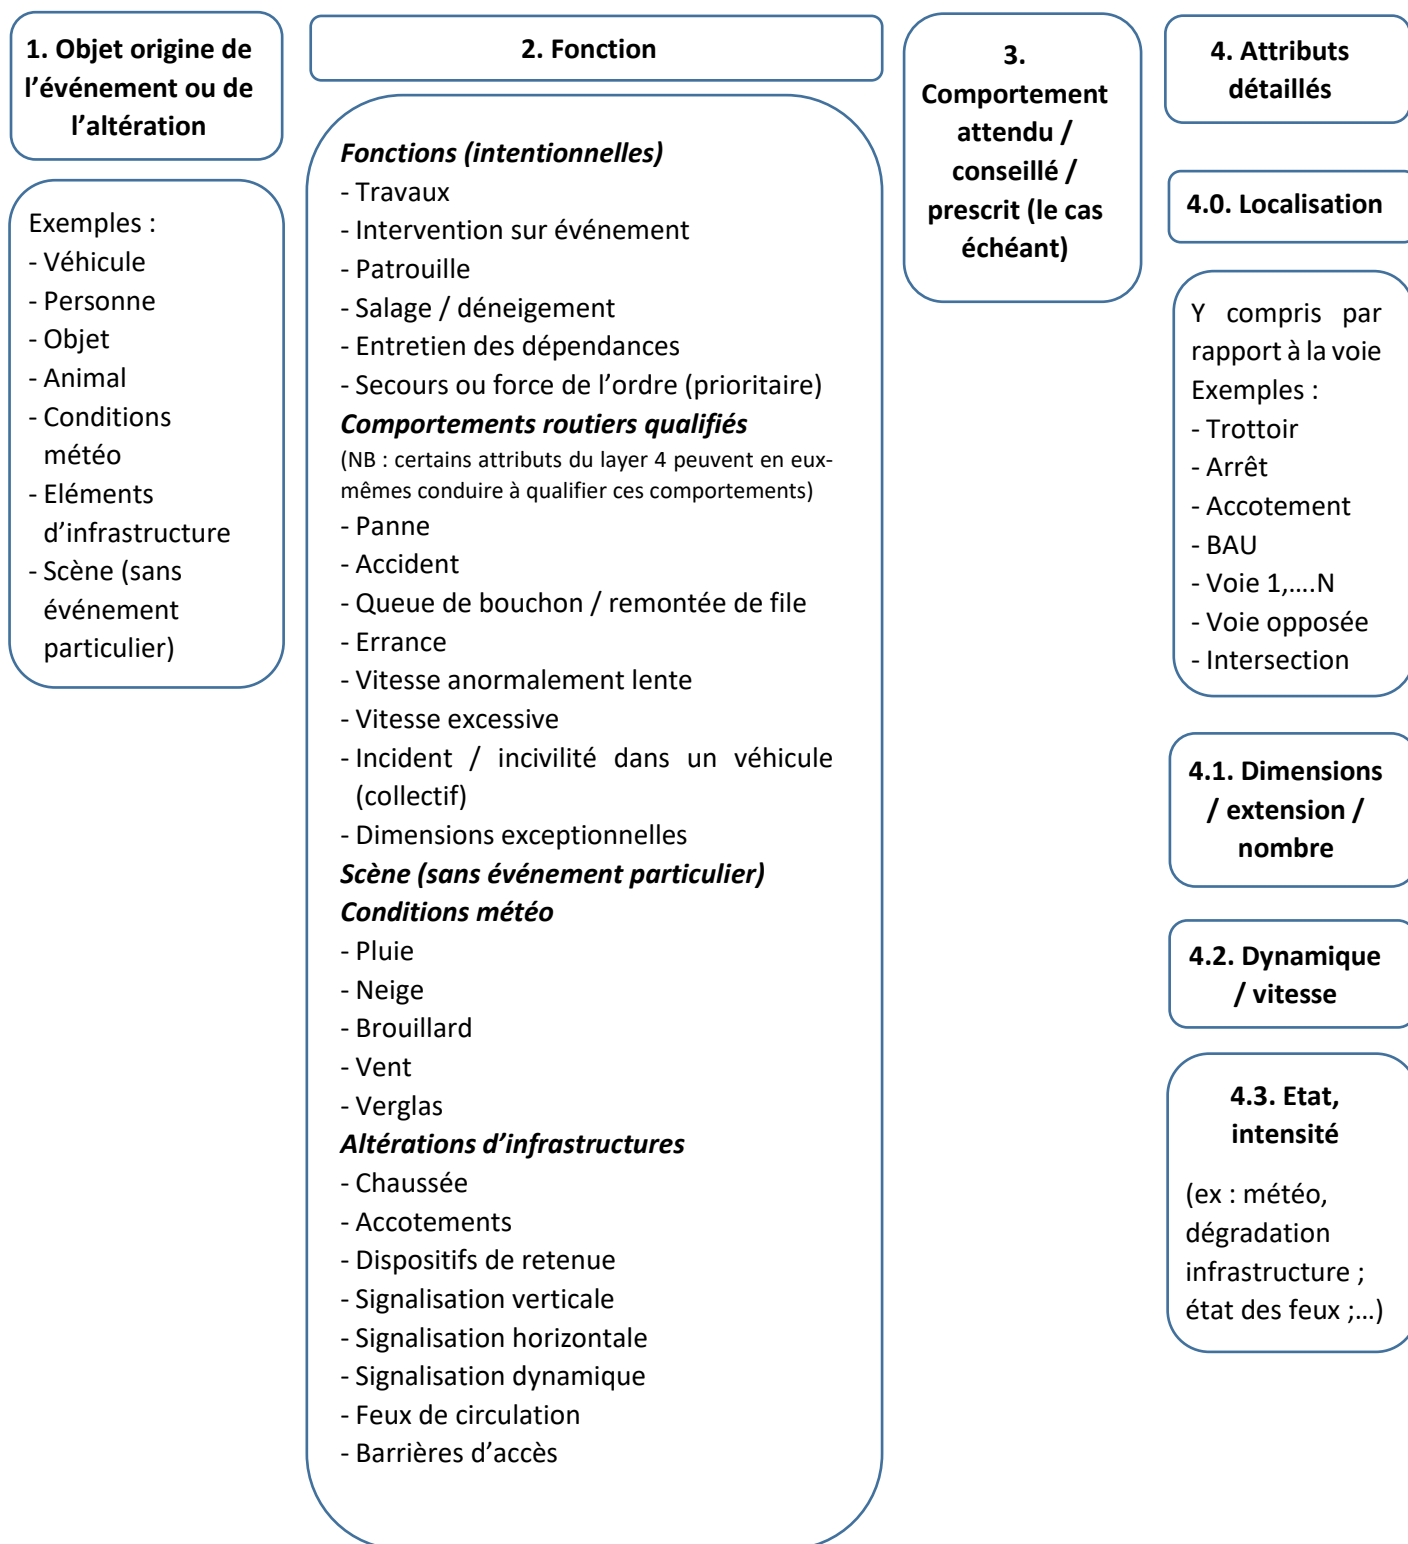 1. Objet origine de
l’événement ou de
l’altération
Exemples :
- Véhicule
- Personne
- Objet
- Animal
- Conditions
météo
- Eléments
d’infrastructure
- Scène (sans
événement
particulier)
2. Fonction
Fonctions (intentionnelles)
- Travaux
- Intervention sur événement
- Patrouille
- Salage / déneigement
- Entretien des dépendances
- Secours ou force de l’ordre (prioritaire)
Comportements routiers qualifiés
(NB : certains attributs du layer 4 peuvent en eux-
mêmes conduire à qualifier ces comportements)
- Panne
- Accident
- Queue de bouchon / remontée de file
- Errance
- Vitesse anormalement lente
- Vitesse excessive
- Incident / incivilité dans un véhicule
(collectif)
- Dimensions exceptionnelles
Scène (sans événement particulier)
Conditions météo
- Pluie
- Neige
- Brouillard
- Vent
- Verglas
Altérations d’infrastructures
- Chaussée
- Accotements
- Dispositifs de retenue
- Signalisation verticale
- Signalisation horizontale
- Signalisation dynamique
- Feux de circulation
- Barrières d’accès
3.
Comportement
attendu /
conseillé /
prescrit (le cas
échéant)
4. Attributs
détaillés
4.0. Localisation
Y compris par
rapport à la voie
Exemples :
- Trottoir
- Arrêt
- Accotement
- BAU
- Voie 1,....N
- Voie opposée
- Intersection
4.1. Dimensions
/ extension /
nombre
4.2. Dynamique
/ vitesse
4.3. Etat,
intensité
(ex : météo,
dégradation
infrastructure ;
état des feux ;…)